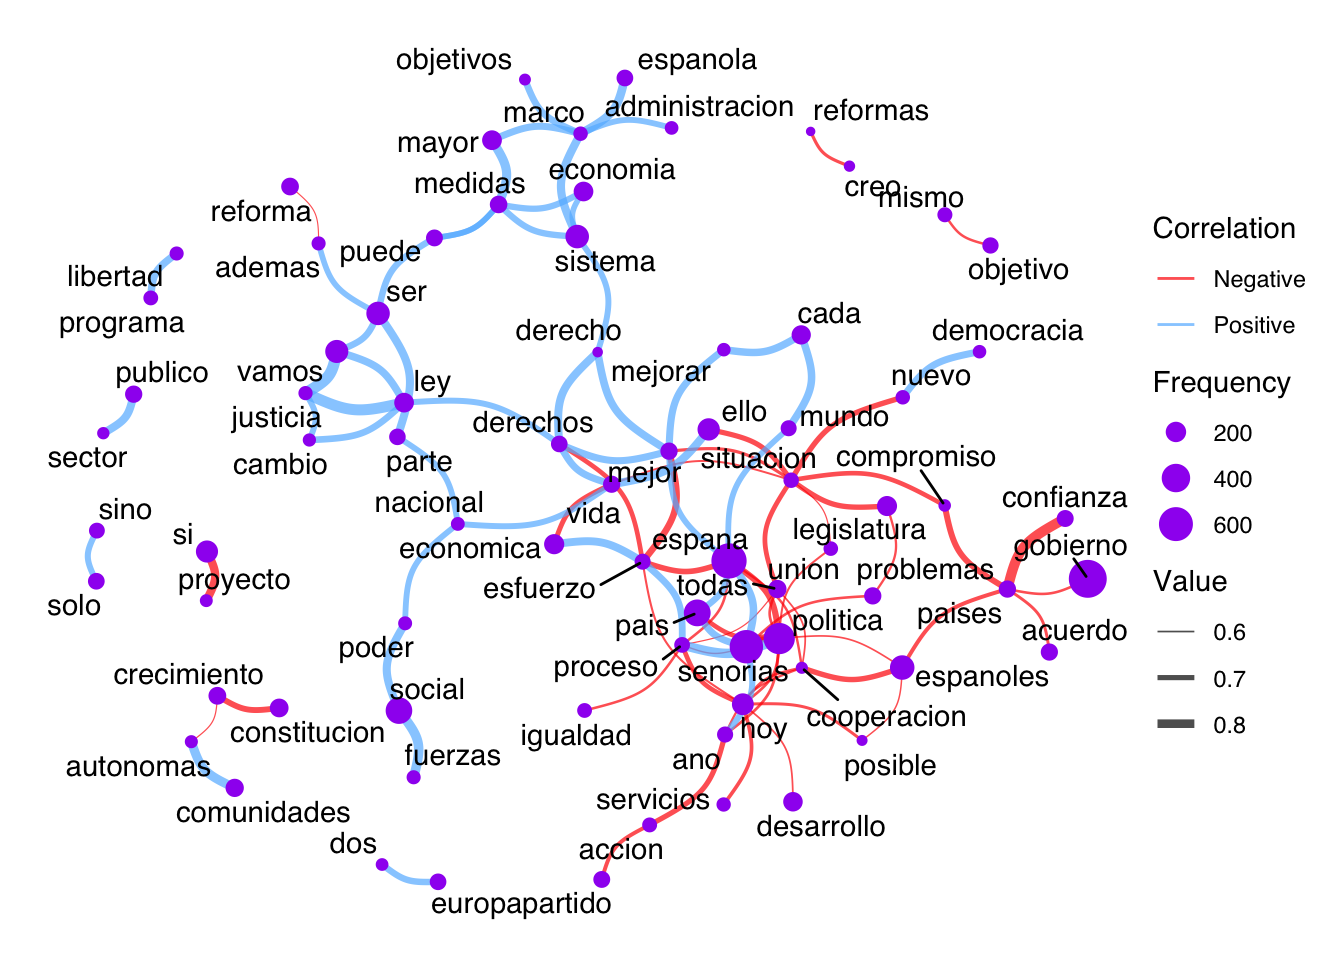 objetivos
espanola
marco
administracion
reformas
mayor
economia
medidas
creo
mismo
reforma
puede
sistema
objetivo
ademas
libertad
ser
programa
derecho
cada
democracia
publico
vamos
mejorar
nuevo
ley
justicia
derechos
ello
mundo
sector
cambio
parte
mejor
situacion
compromiso
nacional
vida
confianza
sino
si
economica
espana
legislatura
gobierno
proyecto
esfuerzo
todas
union
problemas
solo
pais
politica
paises
acuerdo
poder
proceso
senorias
espanoles
crecimiento
social
constitucion
igualdad
hoy
cooperacion
autonomas
fuerzas
ano
posible
comunidades
servicios
desarrollo
dos
accion
europa
partido
Correlation
Negative
Positive
Frequency
200
400
600
Value
0.6
0.7
0.8